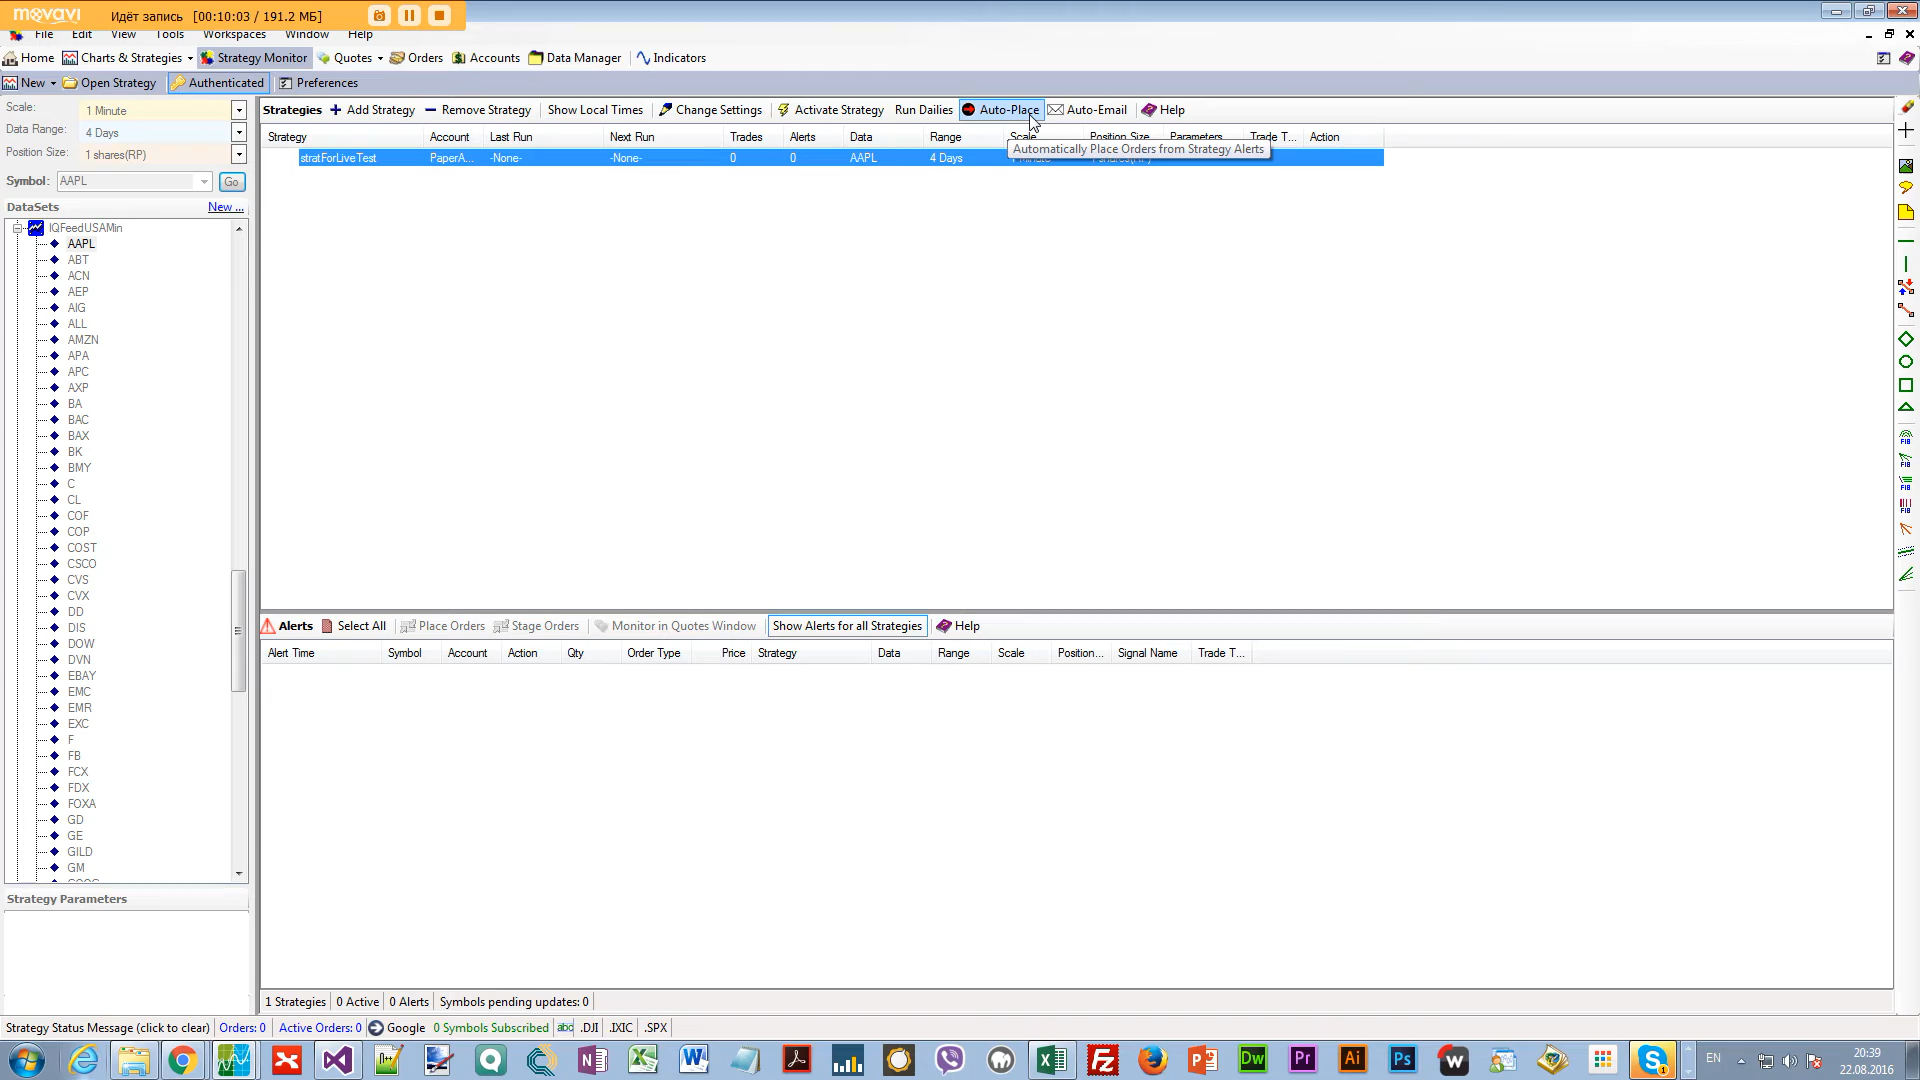 movavi Идёт запись [00:10:03 / 191.2 МБ]
File Edit View Tools Workspaces Window Help
Home Charts & Strategies Strategy Monitor Quotes Orders Accounts Data Manager Indicators
New Open Strategy Authenticated Preferences
Scale: 1 Minute
Data Range: 4 Days
Position Size: 1 shares(RP)
Symbol: AAPL Go
DataSets New ...
IQFeedUSAMin
AAPL
ABT
ACN
AEP
AIG
ALL
AMZN
APA
APC
AXP
BA
BAC
BAX
BK
BMY
C
CL
COF
COP
COST
CSCO
CVS
CVX
DD
DIS
DOW
DVN
EBAY
EMC
EMR
EXC
F
FB
FCX
FDX
FOXA
GD
GE
GILD
GM
Strategy Parameters
Strategies Add Strategy Remove Strategy Show Local Times Change Settings Activate Strategy Run Dailies Auto-Place Auto-Email Help
Strategy Account Last Run Next Run Trades Alerts Data Range Scale Position Size Parameters Trade T... Action
stratForLiveTest PaperA... -None- -None- 0 0 AAPL 4 Days
Automatically Place Orders from Strategy Alerts
Alerts Select All Place Orders Stage Orders Monitor in Quotes Window Show Alerts for all Strategies Help
Alert Time Symbol Account Action Qty Order Type Price Strategy Data Range Scale Position... Signal Name Trade T...
FIB
FIB
FIB
FIB
1 Strategies 0 Active 0 Alerts Symbols pending updates: 0
Strategy Status Message (click to clear) Orders: 0 Active Orders: 0 Google 0 Symbols Subscribed abc .DJI .IXIC .SPX
EN 20:39
22.08.2016